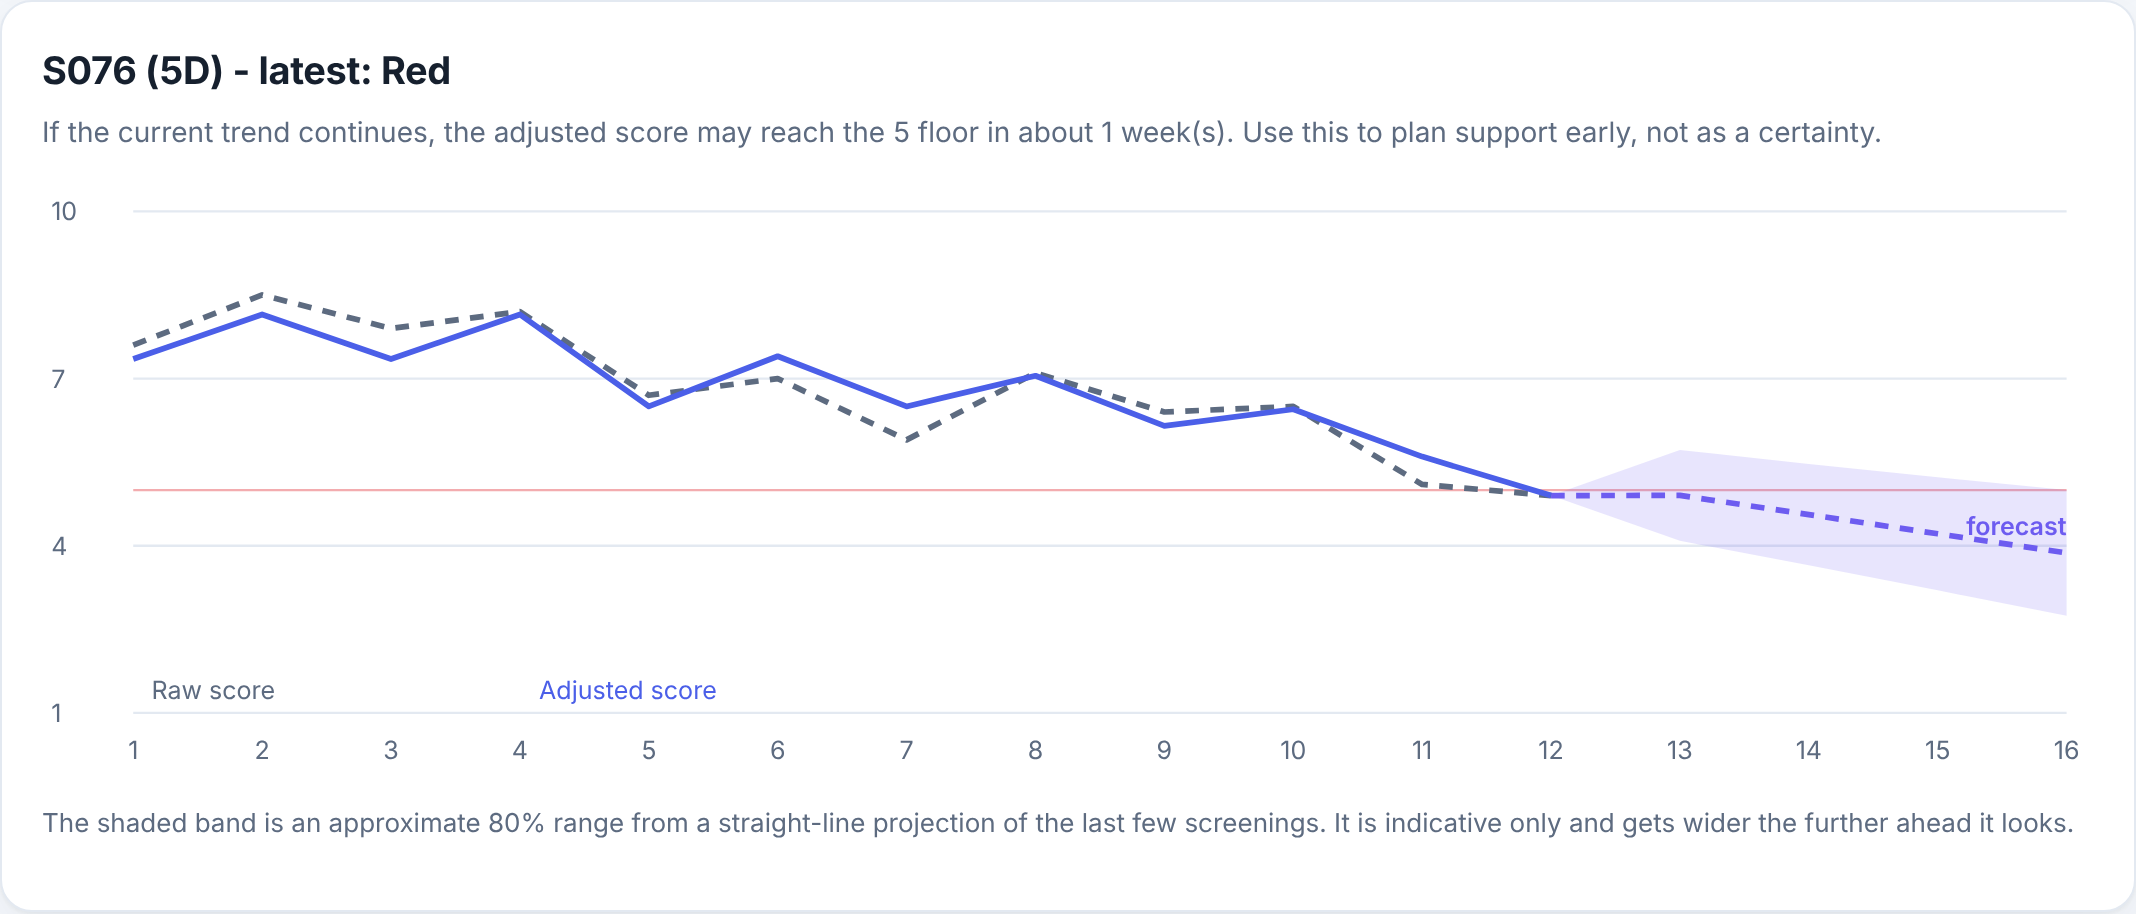 S076 (5D) - latest: Red
If the current trend continues, the adjusted score may reach the 5 floor in about 1 week(s). Use this to plan support early, not as a certainty.
10
7
4
1
forecast
Raw score
Adjusted score
1 2 3 4 5 6 7 8 9 10 11 12 13 14 15 16
The shaded band is an approximate 80% range from a straight-line projection of the last few screenings. It is indicative only and gets wider the further ahead it looks.